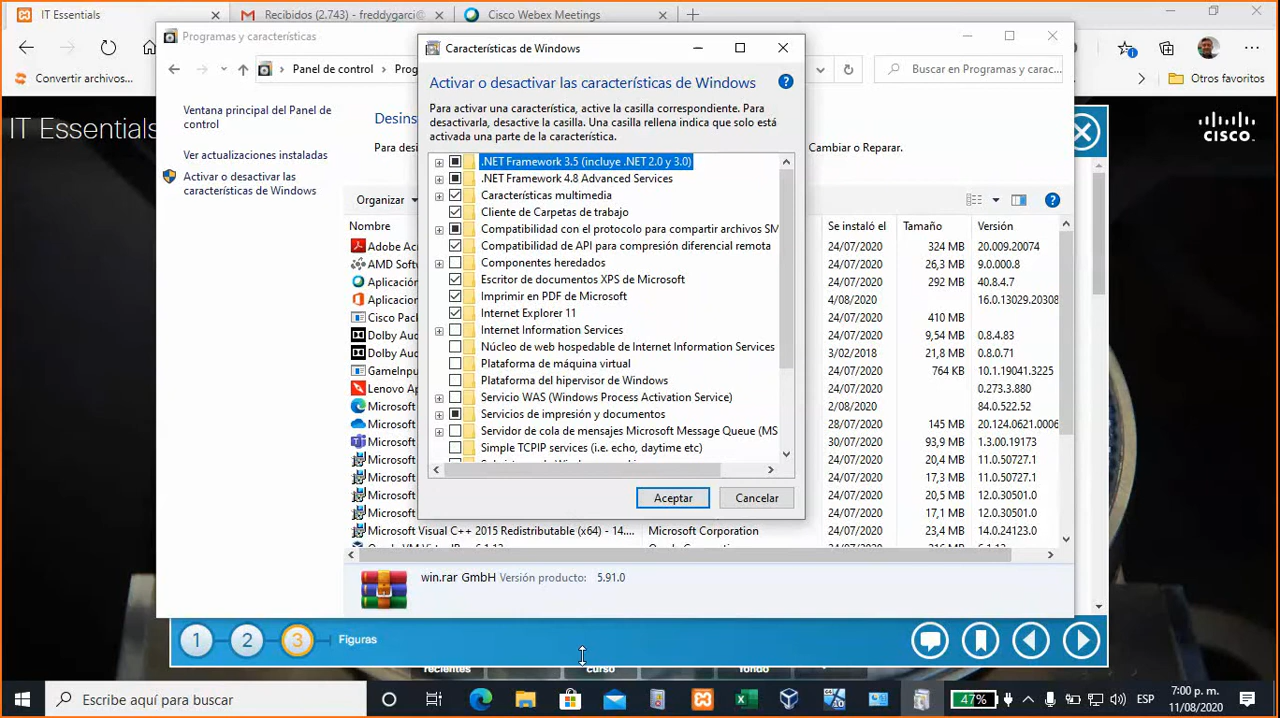 IT Essentials
Recibidos (2.743) - freddygarci
Cisco Webex Meetings
Convertir archivos...
Otros favoritos
IT Essentials
CISCO
Programas y características
Panel de control
Prog
Buscar en Programas y carac...
Ventana principal del Panel de
control
Ver actualizaciones instaladas
Activar o desactivar las
características de Windows
Desins
Para desi
Cambiar o Reparar.
Organizar
Nombre
Se instaló el
Tamaño
Versión
Adobe Acr
24/07/2020
324 MB
20.009.20074
AMD Softw
24/07/2020
26,3 MB
9.0.000.8
Aplicación
24/07/2020
292 MB
40.8.4.7
Aplicacion
4/08/2020
16.0.13029.20308
Cisco Pack
24/07/2020
410 MB
Dolby Aud
24/07/2020
9,54 MB
0.8.4.83
Dolby Aud
3/02/2018
21,8 MB
0.8.0.71
GameInpu
24/07/2020
764 KB
10.1.19041.3225
Lenovo Ap
24/07/2020
0.273.3.880
Microsoft
2/08/2020
84.0.522.52
Microsoft
28/07/2020
145 MB
20.124.0621.0006
Microsoft
30/07/2020
93,9 MB
1.3.00.19173
Microsoft
24/07/2020
20,4 MB
11.0.50727.1
Microsoft
24/07/2020
17,3 MB
11.0.50727.1
Microsoft
24/07/2020
20,5 MB
12.0.30501.0
Microsoft
24/07/2020
17,1 MB
12.0.30501.0
Microsoft Visual C++ 2015 Redistributable (x64) - 14....
Microsoft Corporation
24/07/2020
23,4 MB
14.0.24123.0
win.rar GmbH Versión producto: 5.91.0
Características de Windows
Activar o desactivar las características de Windows
Para activar una característica, active la casilla correspondiente. Para
desactivarla, desactive la casilla. Una casilla rellena indica que solo está
activada una parte de la característica.
.NET Framework 3.5 (incluye .NET 2.0 y 3.0)
.NET Framework 4.8 Advanced Services
Características multimedia
Cliente de Carpetas de trabajo
Compatibilidad con el protocolo para compartir archivos SM
Compatibilidad de API para compresión diferencial remota
Componentes heredados
Escritor de documentos XPS de Microsoft
Imprimir en PDF de Microsoft
Internet Explorer 11
Internet Information Services
Núcleo de web hospedable de Internet Information Services
Plataforma de máquina virtual
Plataforma del hipervisor de Windows
Servicio WAS (Windows Process Activation Service)
Servicios de impresión y documentos
Servidor de cola de mensajes Microsoft Message Queue (MS
Simple TCPIP services (i.e. echo, daytime etc)
Aceptar
Cancelar
1
2
3
Figuras
recientes
curso
fondo
Escribe aquí para buscar
47%
ESP
7:00 p. m.
11/08/2020